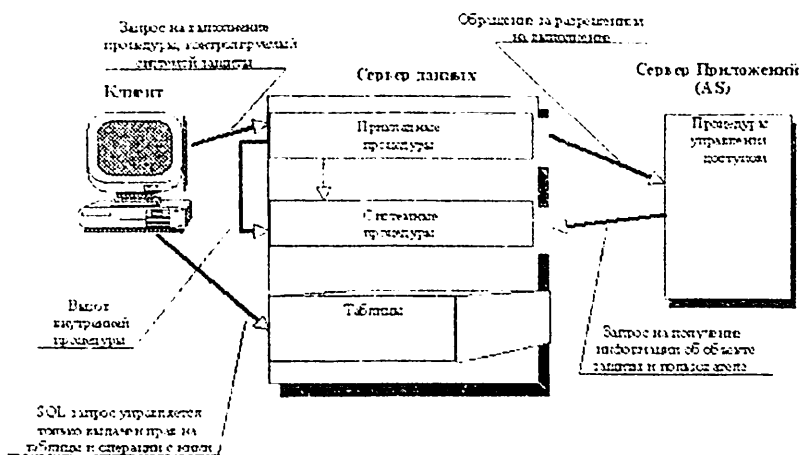 Запрос на выполнение
процедуры, контролируемый
системой защиты
Обращение за разрешением
на выполнение
Клиент
Сервер данных
Сервер Приложений
(AS)
Прикладные
процедуры
Процедуры
управления
доступом
Системные
процедуры
Таблицы
Вызов
внутренней
процедуры
Запрос на получение
информации об объекте
защиты и пользователе
SQL запрос управляется
только выдачей прав на
таблицы и операции с ними